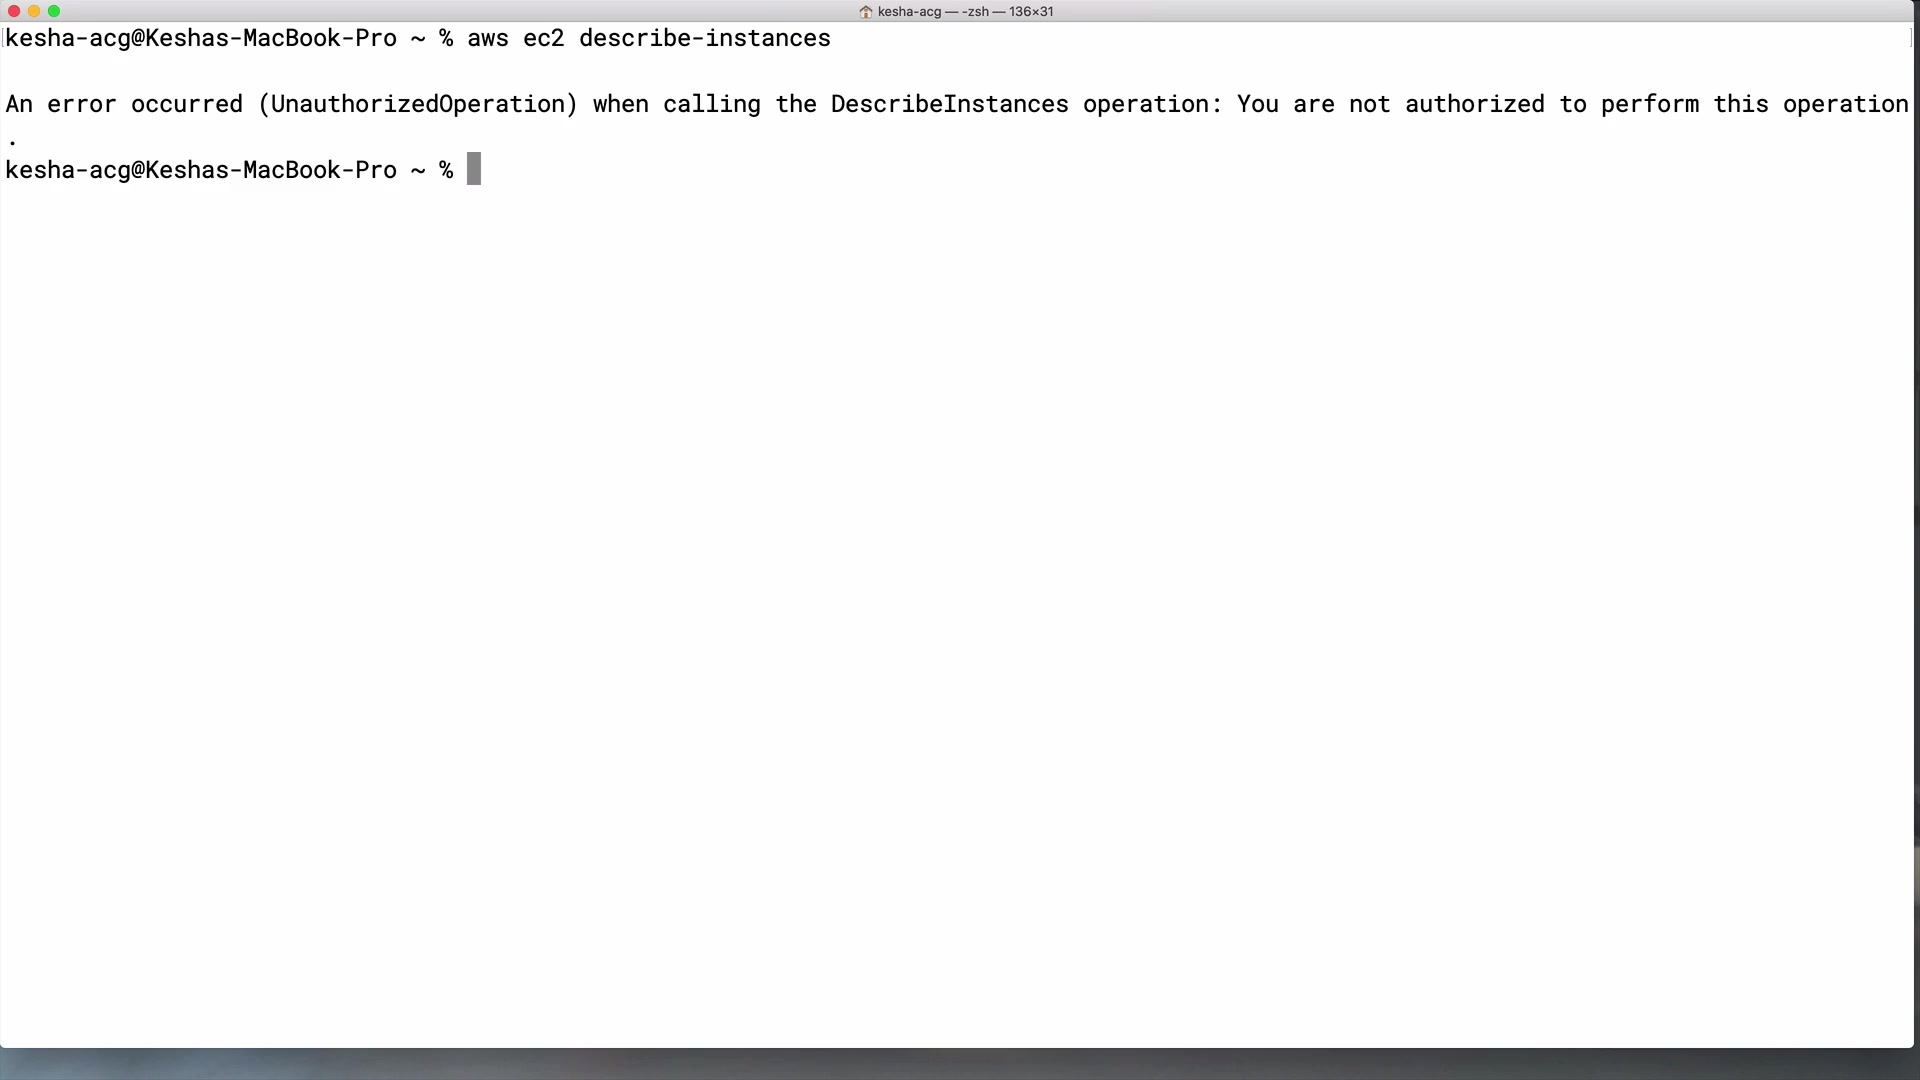 kesha-acg — -zsh — 136×31
kesha-acg@Keshas-MacBook-Pro ~ % aws ec2 describe-instances
An error occurred (UnauthorizedOperation) when calling the DescribeInstances operation: You are not authorized to perform this operation
.
kesha-acg@Keshas-MacBook-Pro ~ %